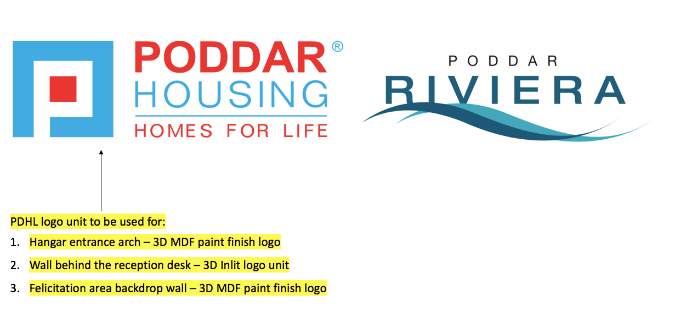 PODDAR®
HOUSING
HOMES FOR LIFE
PODDAR
RIVIERA
PDHL logo unit to be used for:
1. Hangar entrance arch – 3D MDF paint finish logo
2. Wall behind the reception desk – 3D Inlit logo unit
3. Felicitation area backdrop wall – 3D MDF paint finish logo